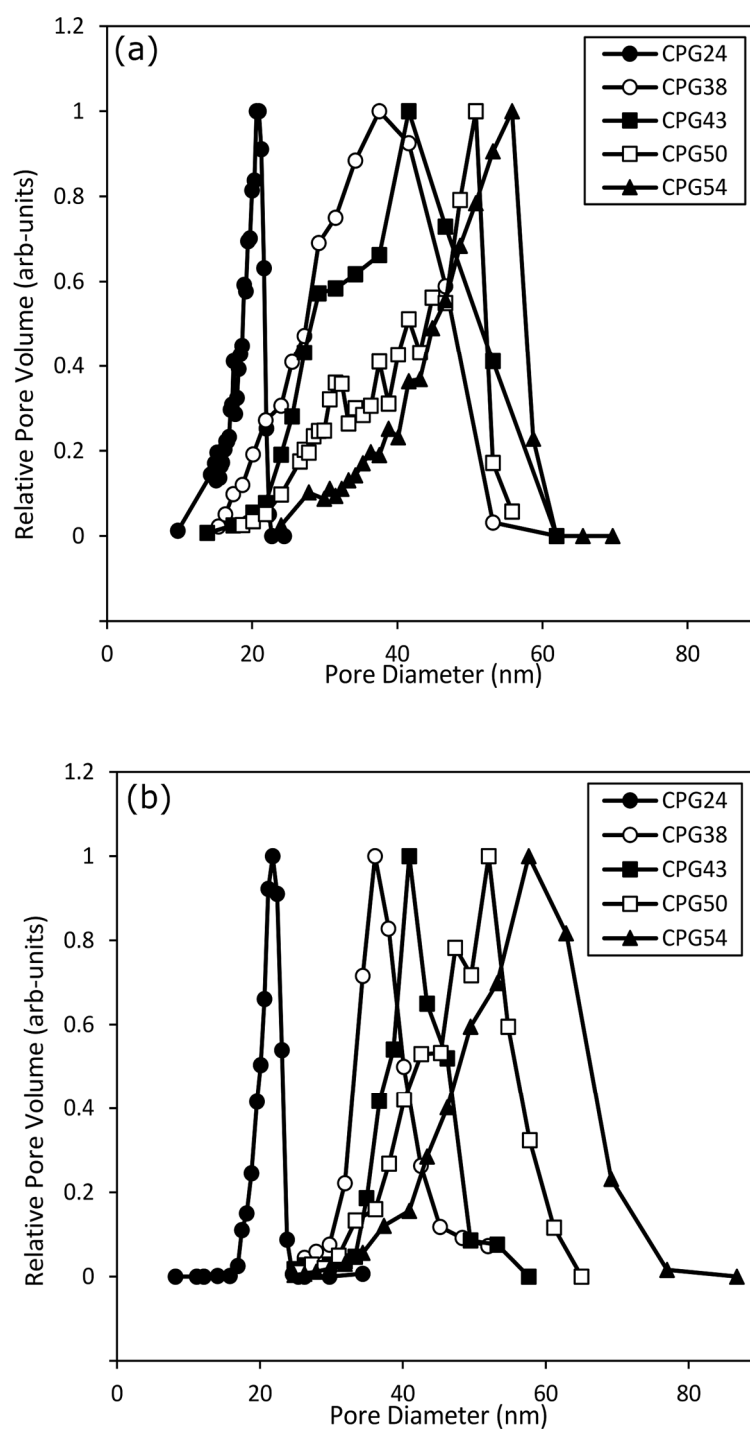 (a)
CPG24
CPG38
CPG43
CPG50
CPG54
1.2
1
0.8
0.6
0.4
0.2
0
Relative Pore Volume (arb-units)
0 20 40 60 80
Pore Diameter (nm)
(b)
CPG24
CPG38
CPG43
CPG50
CPG54
1.2
1
0.8
0.6
0.4
0.2
0
Relative Pore Volume (arb-units)
0 20 40 60 80
Pore Diameter (nm)